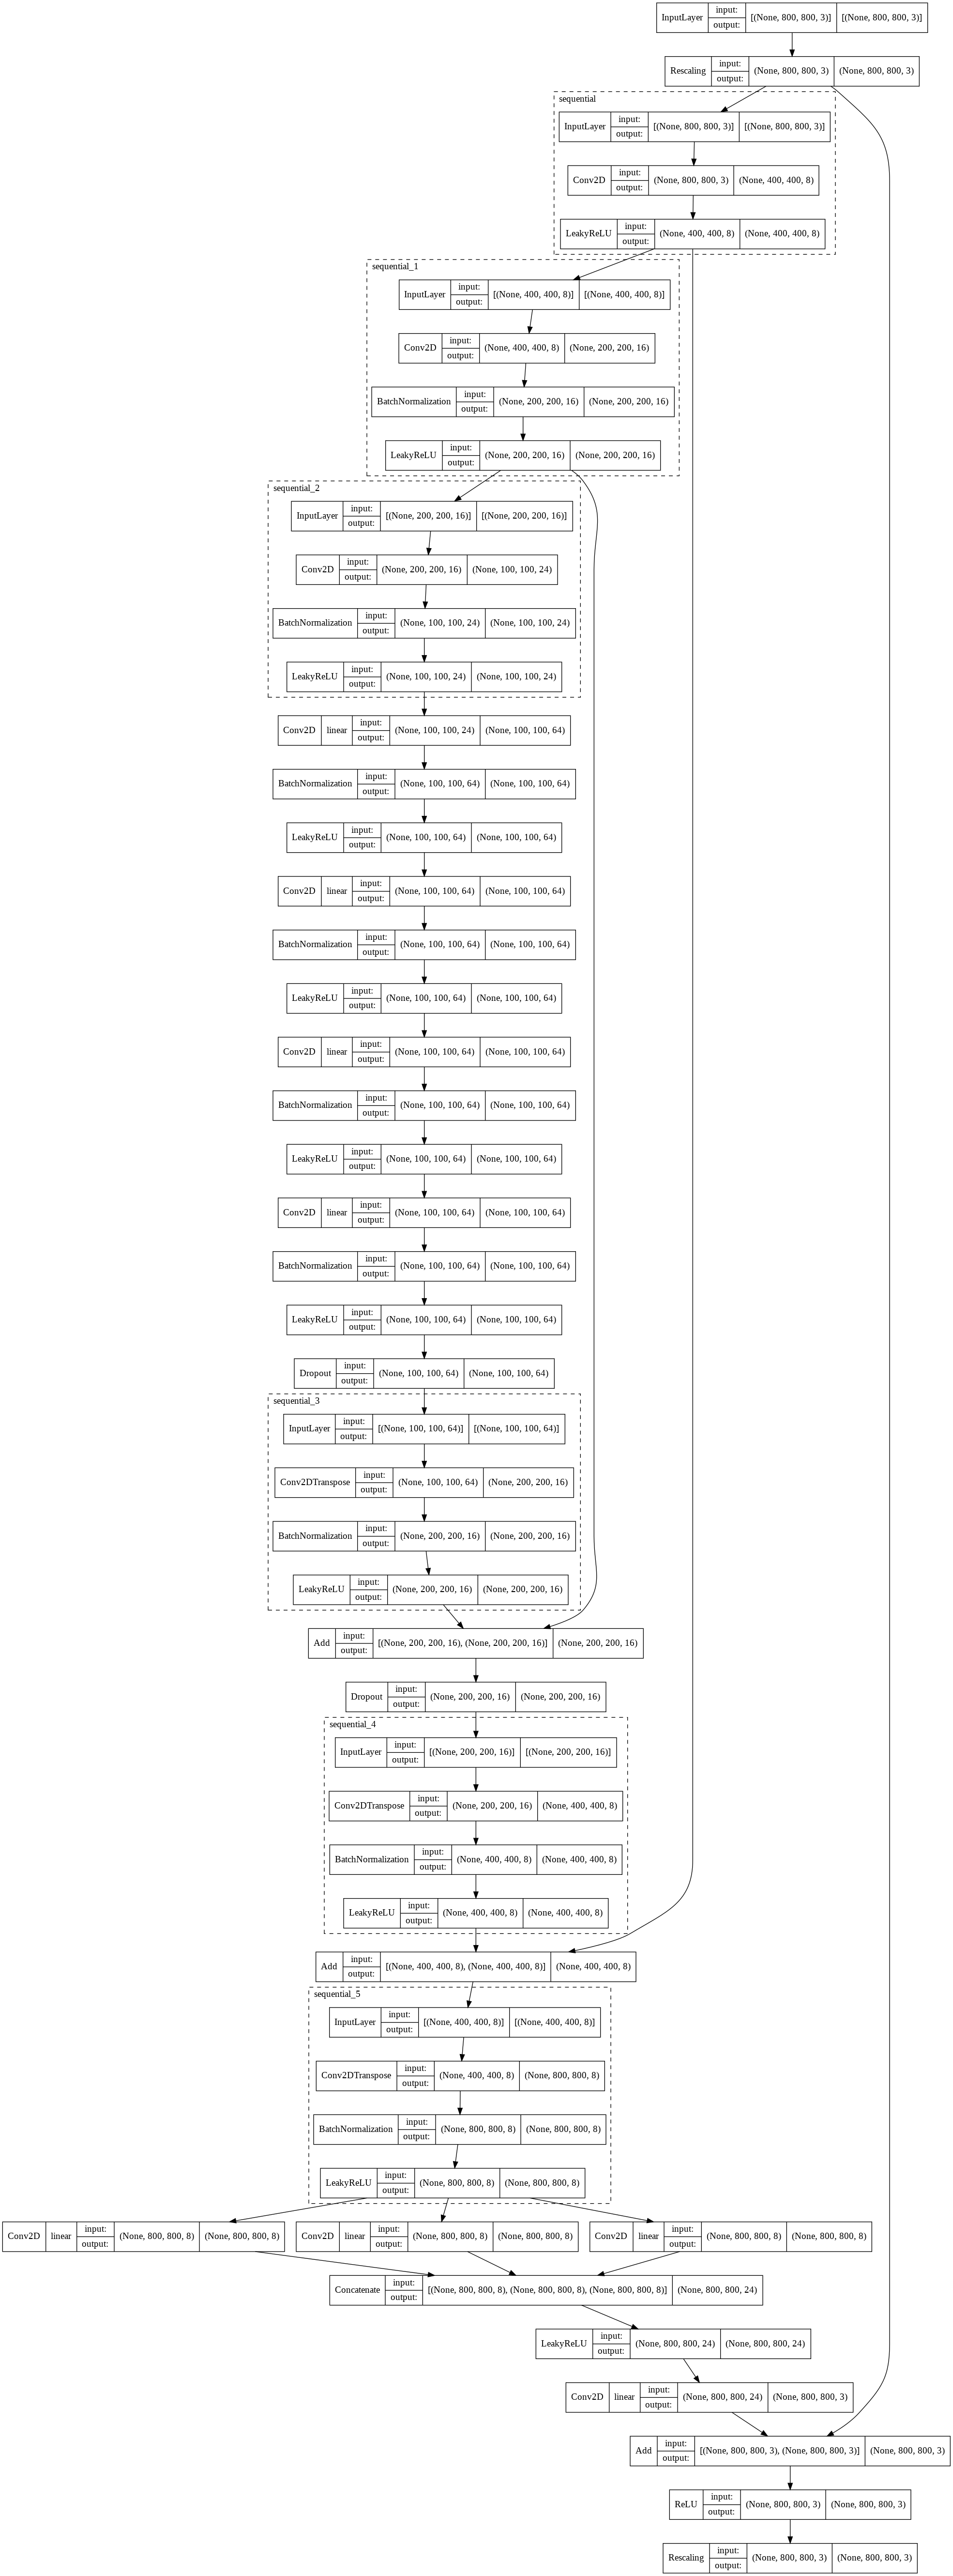 InputLayer input: output: [(None, 800, 800, 3)] [(None, 800, 800, 3)]
Rescaling input: output: (None, 800, 800, 3) (None, 800, 800, 3)
sequential
InputLayer input: output: [(None, 800, 800, 3)] [(None, 800, 800, 3)]
Conv2D input: output: (None, 800, 800, 3) (None, 400, 400, 8)
LeakyReLU input: output: (None, 400, 400, 8) (None, 400, 400, 8)
sequential_1
InputLayer input: output: [(None, 400, 400, 8)] [(None, 400, 400, 8)]
Conv2D input: output: (None, 400, 400, 8) (None, 200, 200, 16)
BatchNormalization input: output: (None, 200, 200, 16) (None, 200, 200, 16)
LeakyReLU input: output: (None, 200, 200, 16) (None, 200, 200, 16)
sequential_2
InputLayer input: output: [(None, 200, 200, 16)] [(None, 200, 200, 16)]
Conv2D input: output: (None, 200, 200, 16) (None, 100, 100, 24)
BatchNormalization input: output: (None, 100, 100, 24) (None, 100, 100, 24)
LeakyReLU input: output: (None, 100, 100, 24) (None, 100, 100, 24)
Conv2D linear input: output: (None, 100, 100, 24) (None, 100, 100, 64)
BatchNormalization input: output: (None, 100, 100, 64) (None, 100, 100, 64)
LeakyReLU input: output: (None, 100, 100, 64) (None, 100, 100, 64)
Conv2D linear input: output: (None, 100, 100, 64) (None, 100, 100, 64)
BatchNormalization input: output: (None, 100, 100, 64) (None, 100, 100, 64)
LeakyReLU input: output: (None, 100, 100, 64) (None, 100, 100, 64)
Conv2D linear input: output: (None, 100, 100, 64) (None, 100, 100, 64)
BatchNormalization input: output: (None, 100, 100, 64) (None, 100, 100, 64)
LeakyReLU input: output: (None, 100, 100, 64) (None, 100, 100, 64)
Conv2D linear input: output: (None, 100, 100, 64) (None, 100, 100, 64)
BatchNormalization input: output: (None, 100, 100, 64) (None, 100, 100, 64)
LeakyReLU input: output: (None, 100, 100, 64) (None, 100, 100, 64)
Dropout input: output: (None, 100, 100, 64) (None, 100, 100, 64)
sequential_3
InputLayer input: output: [(None, 100, 100, 64)] [(None, 100, 100, 64)]
Conv2DTranspose input: output: (None, 100, 100, 64) (None, 200, 200, 16)
BatchNormalization input: output: (None, 200, 200, 16) (None, 200, 200, 16)
LeakyReLU input: output: (None, 200, 200, 16) (None, 200, 200, 16)
Add input: output: [(None, 200, 200, 16), (None, 200, 200, 16)] (None, 200, 200, 16)
Dropout input: output: (None, 200, 200, 16) (None, 200, 200, 16)
sequential_4
InputLayer input: output: [(None, 200, 200, 16)] [(None, 200, 200, 16)]
Conv2DTranspose input: output: (None, 200, 200, 16) (None, 400, 400, 8)
BatchNormalization input: output: (None, 400, 400, 8) (None, 400, 400, 8)
LeakyReLU input: output: (None, 400, 400, 8) (None, 400, 400, 8)
Add input: output: [(None, 400, 400, 8), (None, 400, 400, 8)] (None, 400, 400, 8)
sequential_5
InputLayer input: output: [(None, 400, 400, 8)] [(None, 400, 400, 8)]
Conv2DTranspose input: output: (None, 400, 400, 8) (None, 800, 800, 8)
BatchNormalization input: output: (None, 800, 800, 8) (None, 800, 800, 8)
LeakyReLU input: output: (None, 800, 800, 8) (None, 800, 800, 8)
Conv2D linear input: output: (None, 800, 800, 8) (None, 800, 800, 8)
Conv2D linear input: output: (None, 800, 800, 8) (None, 800, 800, 8)
Conv2D linear input: output: (None, 800, 800, 8) (None, 800, 800, 8)
Concatenate input: output: [(None, 800, 800, 8), (None, 800, 800, 8), (None, 800, 800, 8)] (None, 800, 800, 24)
LeakyReLU input: output: (None, 800, 800, 24) (None, 800, 800, 24)
Conv2D linear input: output: (None, 800, 800, 24) (None, 800, 800, 3)
Add input: output: [(None, 800, 800, 3), (None, 800, 800, 3)] (None, 800, 800, 3)
ReLU input: output: (None, 800, 800, 3) (None, 800, 800, 3)
Rescaling input: output: (None, 800, 800, 3) (None, 800, 800, 3)